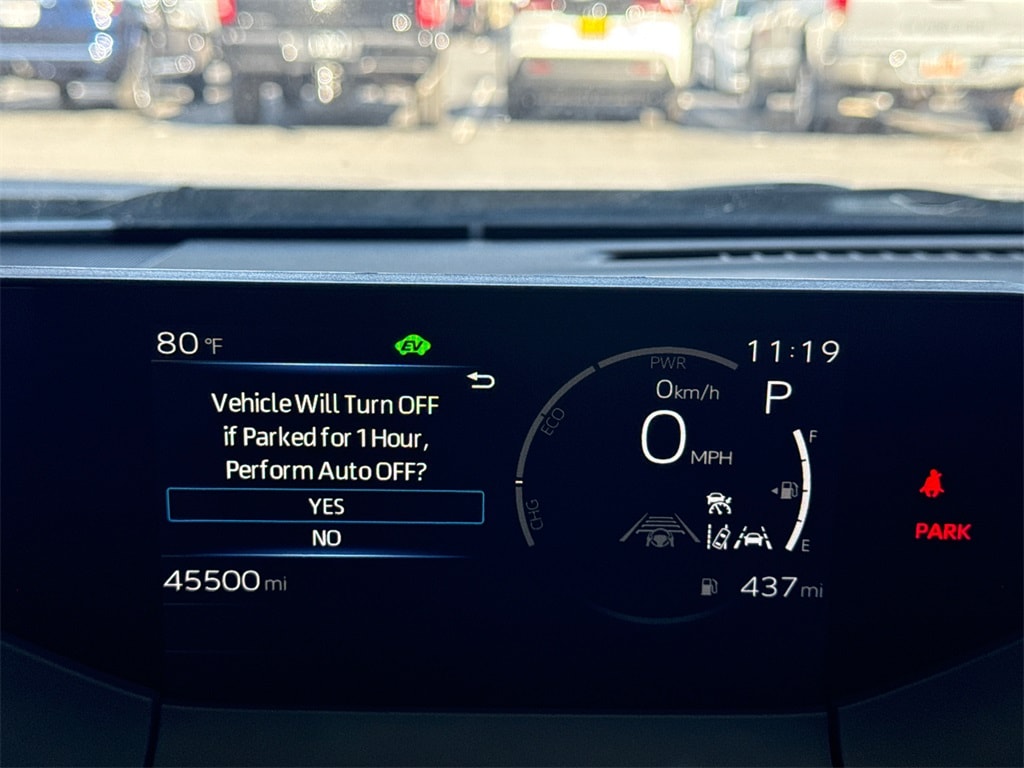 80 °F
EV
11:19
Vehicle Will Turn OFF
if Parked for 1 Hour,
Perform Auto OFF?
YES
NO
45500 mi
PWR
ECO
CHG
0 km/h
0 MPH
P
F
E
437 mi
PARK